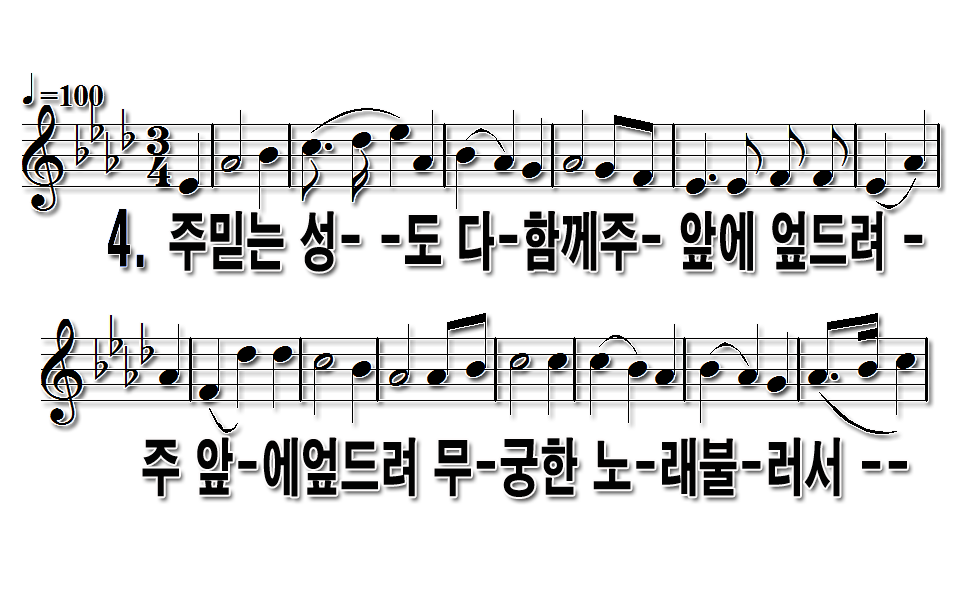 ♩=100
4. 주믿는 성- -도 다-함께주- 앞에 엎드려 -
주 앞-에엎드려 무-궁한 노-래불-러서 --